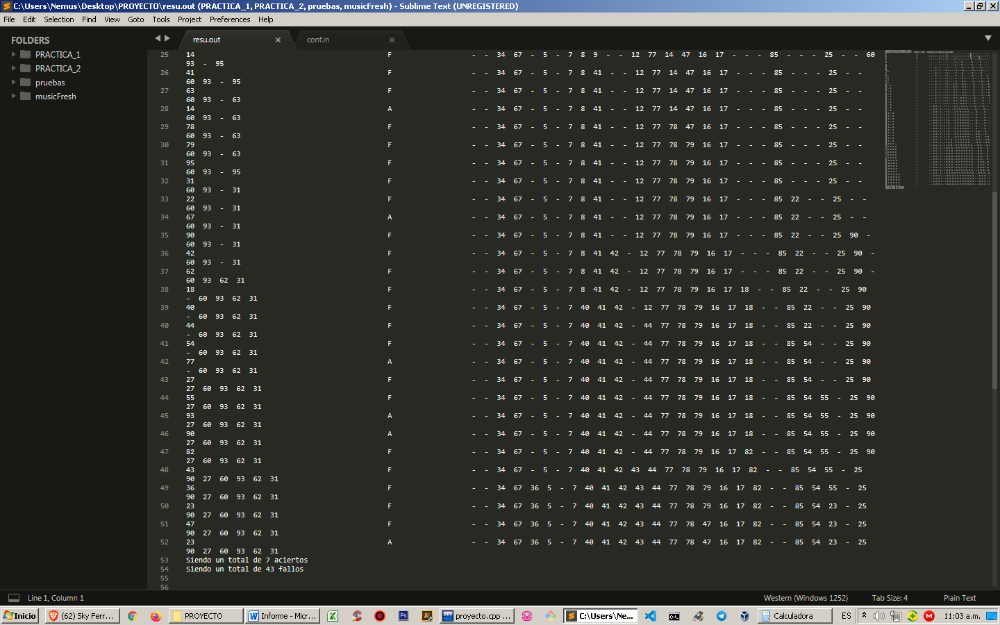 C:\Users\Nemus\Desktop\PROYECTO\resu.out (PRACTICA_1, PRACTICA_2, pruebas, musicFresh) - Sublime Text (UNREGISTERED)
File Edit Selection Find View Goto Tools Project Preferences Help
FOLDERS
PRACTICA_1
PRACTICA_2
pruebas
musicFresh
resu.out
conf.in
25 14 F - - 34 67 - 5 - 7 8 9 - - 12 77 14 47 16 17 - - - 85 - - - 25 - - 60
93 - 95
26 41 F - - 34 67 - 5 - 7 8 41 - - 12 77 14 47 16 17 - - - 85 - - - 25 - -
60 93 - 95
27 63 F - - 34 67 - 5 - 7 8 41 - - 12 77 14 47 16 17 - - - 85 - - - 25 - -
60 93 - 63
28 14 A - - 34 67 - 5 - 7 8 41 - - 12 77 14 47 16 17 - - - 85 - - - 25 - -
60 93 - 63
29 78 F - - 34 67 - 5 - 7 8 41 - - 12 77 78 47 16 17 - - - 85 - - - 25 - -
60 93 - 63
30 79 F - - 34 67 - 5 - 7 8 41 - - 12 77 78 79 16 17 - - - 85 - - - 25 - -
60 93 - 63
31 95 F - - 34 67 - 5 - 7 8 41 - - 12 77 78 79 16 17 - - - 85 - - - 25 - -
60 93 - 95
32 31 F - - 34 67 - 5 - 7 8 41 - - 12 77 78 79 16 17 - - - 85 - - - 25 - -
60 93 - 31
33 22 F - - 34 67 - 5 - 7 8 41 - - 12 77 78 79 16 17 - - - 85 22 - - 25 - -
60 93 - 31
34 67 A - - 34 67 - 5 - 7 8 41 - - 12 77 78 79 16 17 - - - 85 22 - - 25 - -
60 93 - 31
35 90 F - - 34 67 - 5 - 7 8 41 - - 12 77 78 79 16 17 - - - 85 22 - - 25 90 -
60 93 - 31
36 42 F - - 34 67 - 5 - 7 8 41 42 - 12 77 78 79 16 17 - - - 85 22 - - 25 90 -
60 93 - 31
37 62 F - - 34 67 - 5 - 7 8 41 42 - 12 77 78 79 16 17 - - - 85 22 - - 25 90 -
60 93 62 31
38 18 F - - 34 67 - 5 - 7 8 41 42 - 12 77 78 79 16 17 18 - - 85 22 - - 25 90
- 60 93 62 31
39 40 F - - 34 67 - 5 - 7 40 41 42 - 12 77 78 79 16 17 18 - - 85 22 - - 25 90
- 60 93 62 31
40 44 F - - 34 67 - 5 - 7 40 41 42 - 44 77 78 79 16 17 18 - - 85 22 - - 25 90
- 60 93 62 31
41 54 F - - 34 67 - 5 - 7 40 41 42 - 44 77 78 79 16 17 18 - - 85 54 - - 25 90
- 60 93 62 31
42 77 A - - 34 67 - 5 - 7 40 41 42 - 44 77 78 79 16 17 18 - - 85 54 - - 25 90
- 60 93 62 31
43 27 F - - 34 67 - 5 - 7 40 41 42 - 44 77 78 79 16 17 18 - - 85 54 - - 25 90
27 60 93 62 31
44 55 F - - 34 67 - 5 - 7 40 41 42 - 44 77 78 79 16 17 18 - - 85 54 55 - 25 90
27 60 93 62 31
45 93 A - - 34 67 - 5 - 7 40 41 42 - 44 77 78 79 16 17 18 - - 85 54 55 - 25 90
27 60 93 62 31
46 90 A - - 34 67 - 5 - 7 40 41 42 - 44 77 78 79 16 17 18 - - 85 54 55 - 25 90
27 60 93 62 31
47 82 F - - 34 67 - 5 - 7 40 41 42 - 44 77 78 79 16 17 82 - - 85 54 55 - 25 90
27 60 93 62 31
48 43 F - - 34 67 - 5 - 7 40 41 42 43 44 77 78 79 16 17 82 - - 85 54 55 - 25
90 27 60 93 62 31
49 36 F - - 34 67 36 5 - 7 40 41 42 43 44 77 78 79 16 17 82 - - 85 54 55 - 25
90 27 60 93 62 31
50 23 F - - 34 67 36 5 - 7 40 41 42 43 44 77 78 79 16 17 82 - - 85 54 23 - 25
90 27 60 93 62 31
51 47 F - - 34 67 36 5 - 7 40 41 42 43 44 77 78 47 16 17 82 - - 85 54 23 - 25
90 27 60 93 62 31
52 23 A - - 34 67 36 5 - 7 40 41 42 43 44 77 78 47 16 17 82 - - 85 54 23 - 25
90 27 60 93 62 31
53 Siendo un total de 7 aciertos
54 Siendo un total de 43 fallos
55
56
Line 1, Column 1 Western (Windows 1252) Tab Size: 4 Plain Text
Inicio (62) Sky Ferr... PROYECTO Informe - Micr... proyecto.cpp ... C:\Users\Ne... Calculadora ES 11:03 a.m.